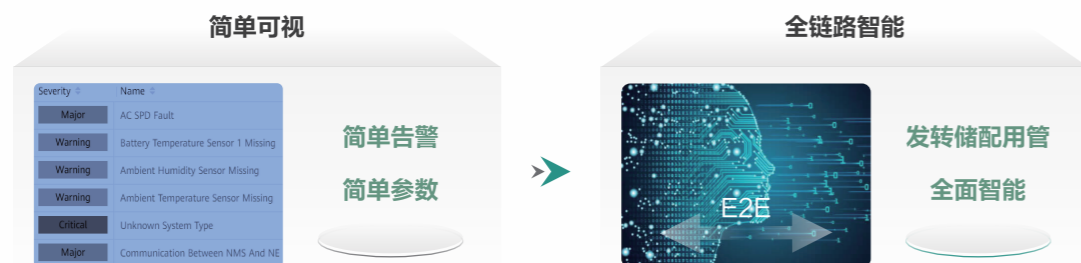 简单可视
Severity Name
Major AC SPD Fault
Warning Battery Temperature Sensor 1 Missing
Warning Ambient Humidity Sensor Missing
Warning Ambient Temperature Sensor Missing
Critical Unknown System Type
Major Communication Between NMS And NE
简单告警
简单参数
全链路智能
E2E
发转储配用管
全面智能